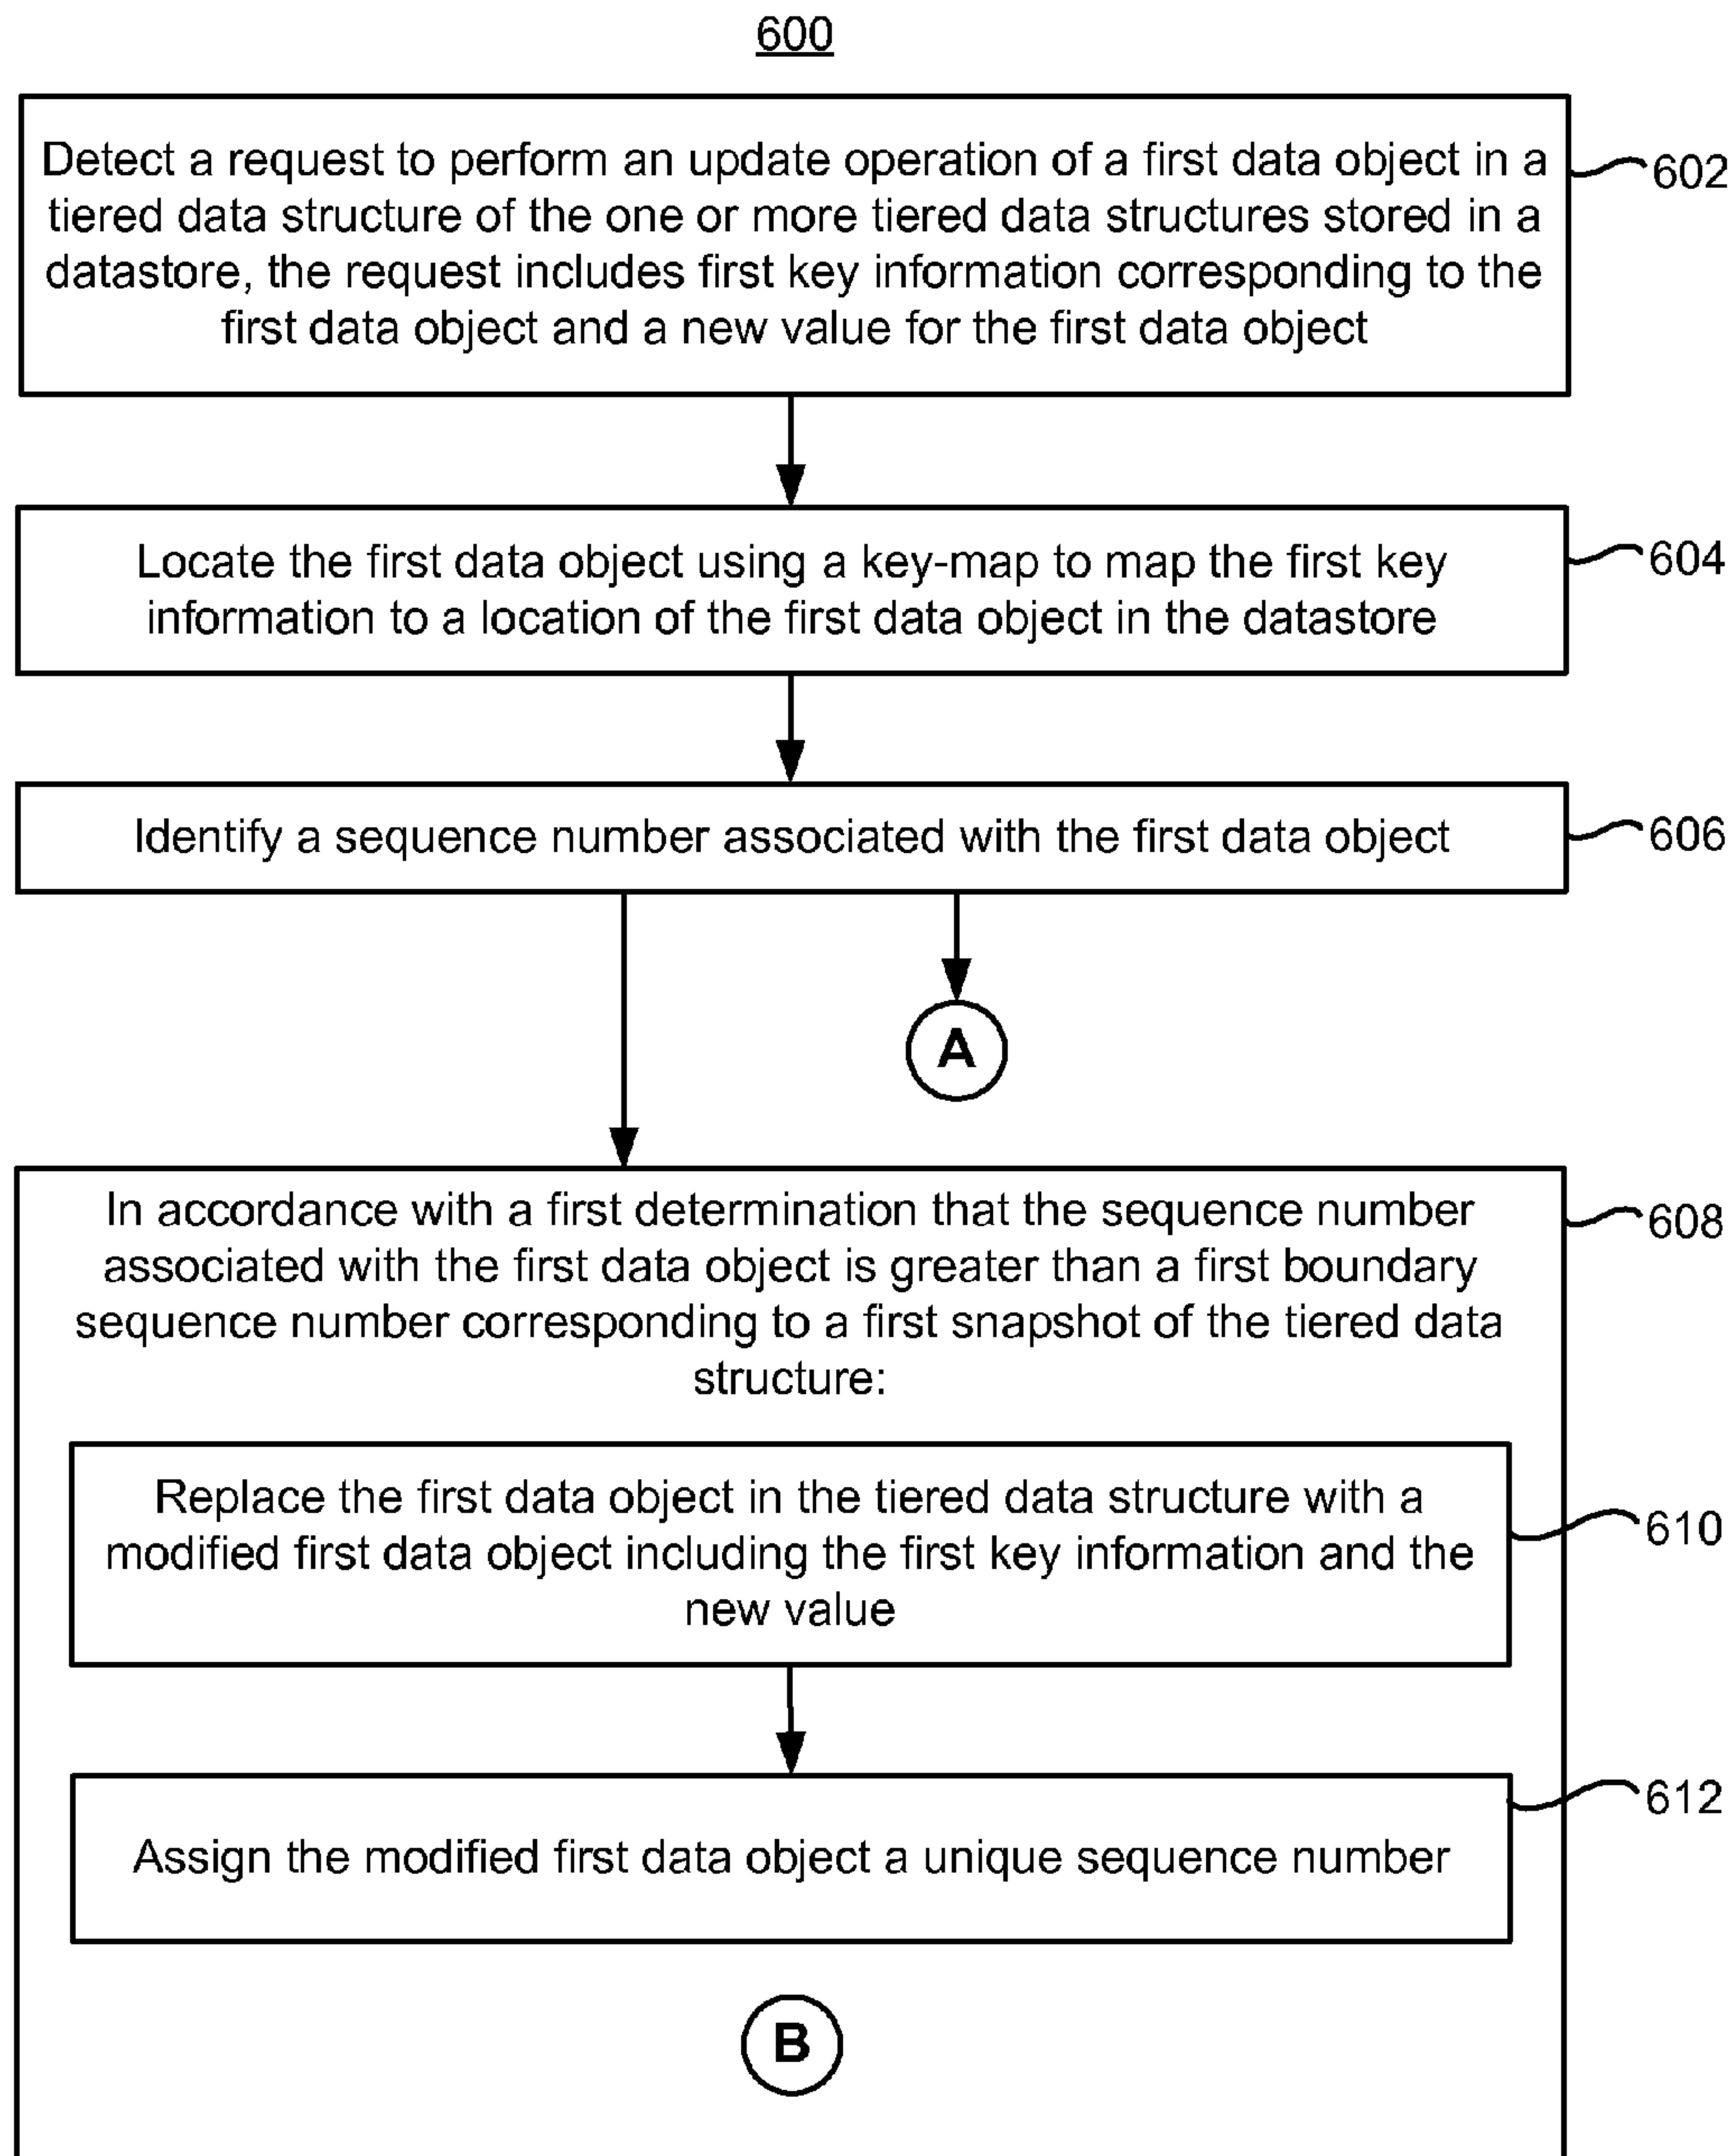 600
Detect a request to perform an update operation of a first data object in a
tiered data structure of the one or more tiered data structures stored in a
datastore, the request includes first key information corresponding to the
first data object and a new value for the first data object
602
Locate the first data object using a key-map to map the first key
information to a location of the first data object in the datastore
604
Identify a sequence number associated with the first data object
606
A
In accordance with a first determination that the sequence number
associated with the first data object is greater than a first boundary
sequence number corresponding to a first snapshot of the tiered data
structure:
608
Replace the first data object in the tiered data structure with a
modified first data object including the first key information and the
new value
610
Assign the modified first data object a unique sequence number
612
B